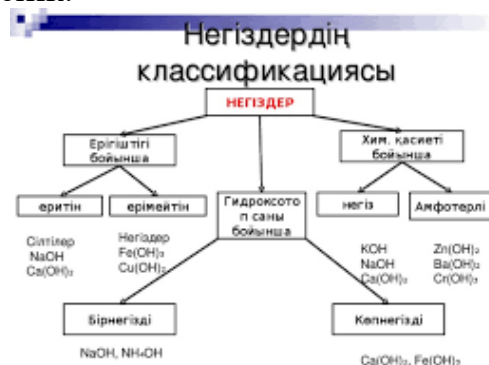 Негіздердің
классификациясы
НЕГІЗДЕР
Ерігіштігі
бойынша
Хим. қасиеті
бойынша
еритін
ерімейтін
Гидроксото
п саны
бойынша
негіз
Амфотерлі
Сілтілер
NaOH
Ca(OH)₂
Негіздер
Fe(OH)₃
Cu(OH)₂
KOH
NaOH
Ca(OH)₂
Zn(OH)₂
Ba(OH)₂
Cr(OH)₃
Бірнегізді
Көпнегізді
NaOH, NH₄OH
Ca(OH)₂, Fe(OH)₃